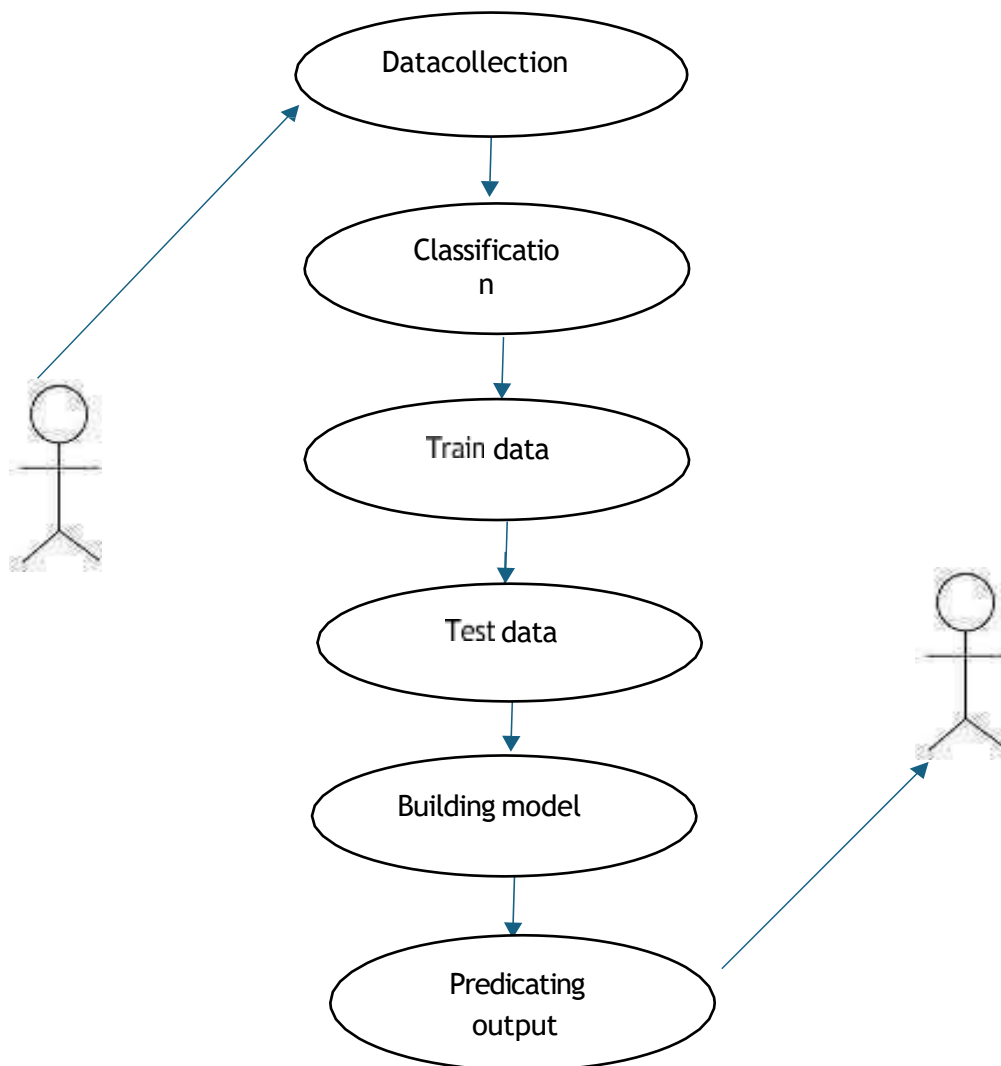 Datacollection
Classificatio
n
Train data
Test data
Building model
Predicating
output